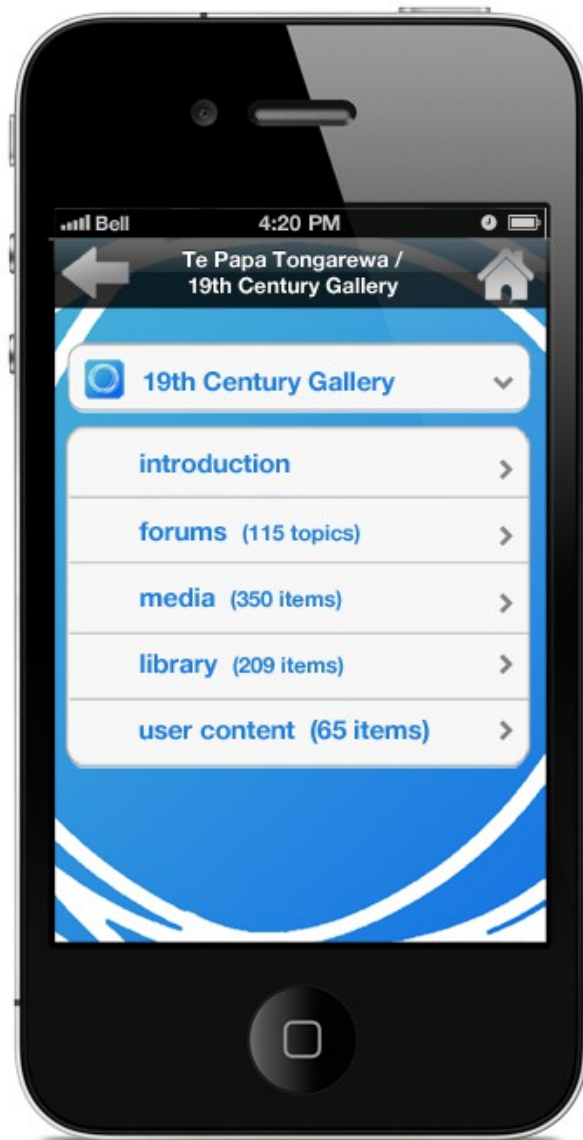 Bell 4:20 PM
Te Papa Tongarewa /
19th Century Gallery
19th Century Gallery
introduction
forums (115 topics)
media (350 items)
library (209 items)
user content (65 items)